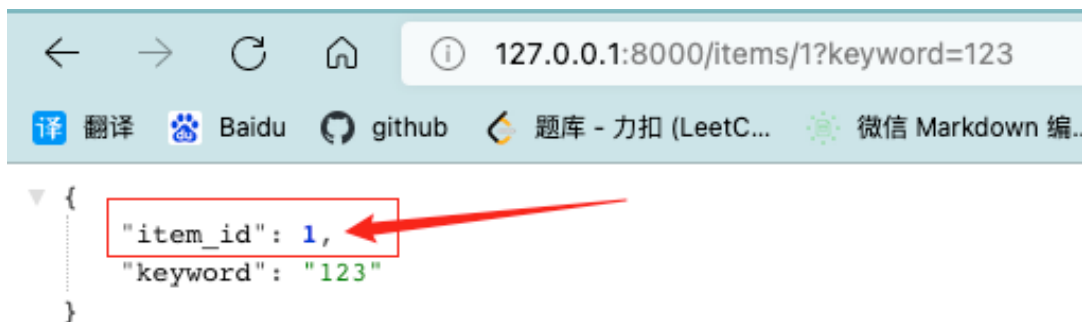 127.0.0.1:8000/items/1?keyword=123
译 翻译 du Baidu github 题库 - 力扣 (LeetC... 微信 Markdown 编...
{
"item_id": 1,
"keyword": "123"
}